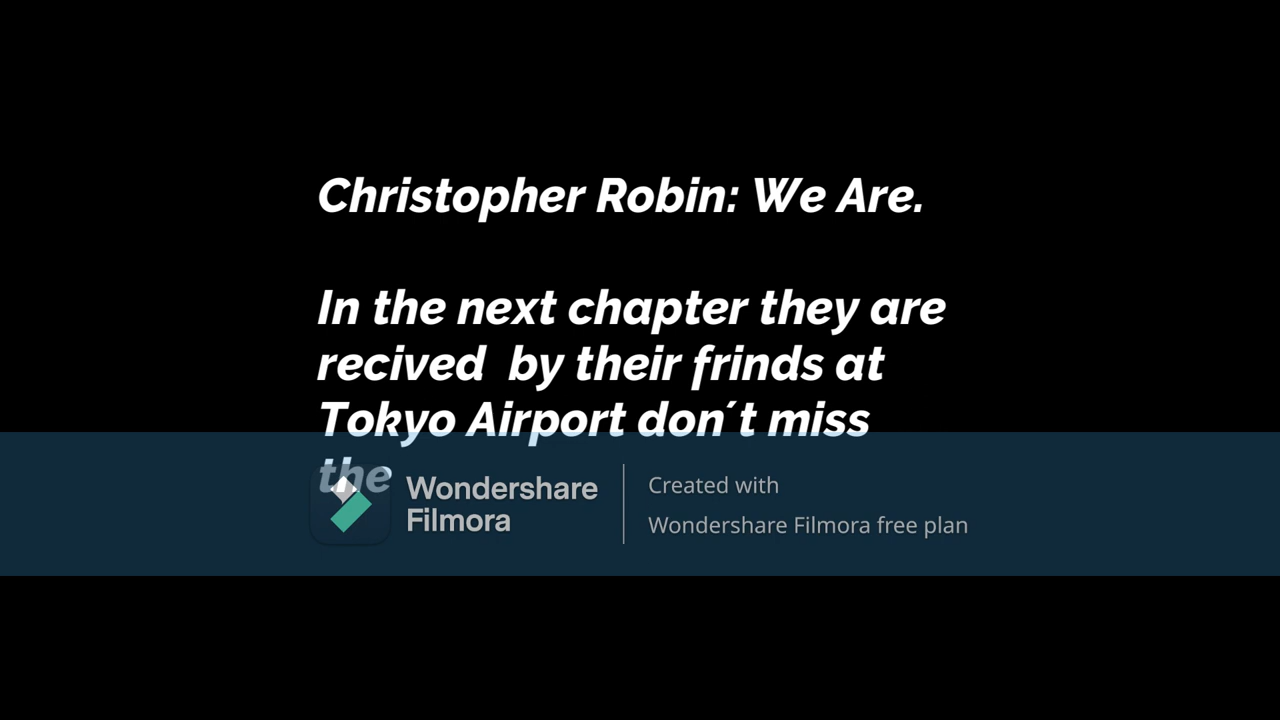 Christopher Robin: We Are.
In the next chapter they are
recived  by their frinds at
Tokyo Airport don´t miss
the
Wondershare
Filmora
Created with
Wondershare Filmora free plan